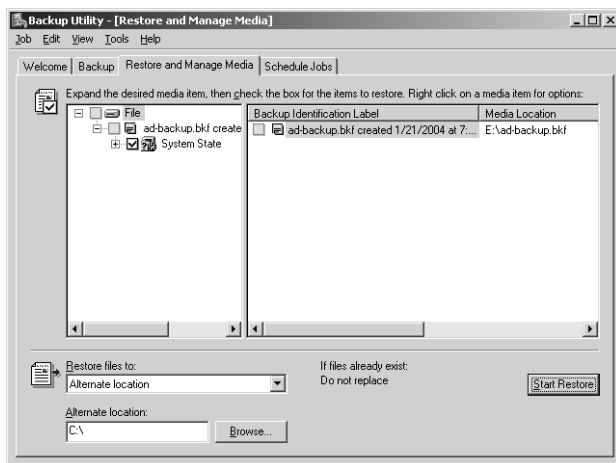 Backup Utility - [Restore and Manage Media]
Job Edit View Tools Help
Welcome Backup Restore and Manage Media Schedule Jobs
Expand the desired media item, then check the box for the items to restore. Right click on a media item for options:
File
ad-backup.bkf create
System State
Backup Identification Label Media Location
ad-backup.bkf created 1/21/2004 at 7:... E:\ad-backup.bkf
Restore files to:
Alternate location
If files already exist:
Do not replace
Start Restore
Alternate location:
C:\
Browse...